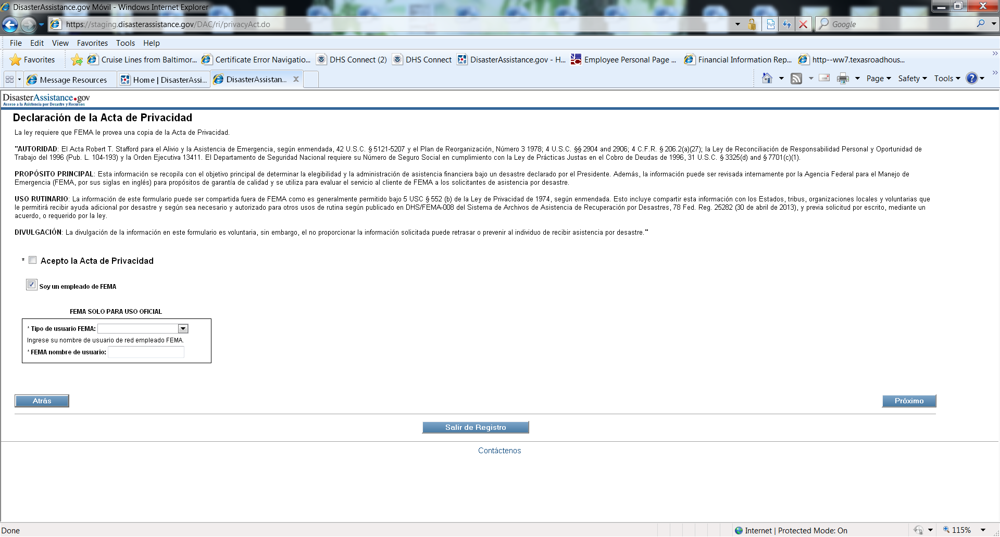 DisasterAssistance.gov Móvil - Windows Internet Explorer
https://staging.disasterassistance.gov/DAC/ri/privacyAct.do
Google
File Edit View Favorites Tools Help
Favorites Cruise Lines from Baltimor... Certificate Error Navigatio... DHS Connect (2) DHS Connect DisasterAssistance.gov - H... Employee Personal Page ... Financial Information Rep... http--ww7.texasroadhous...
Message Resources Home | DisasterAssi... DisasterAssistan... Page Safety Tools
DisasterAssistance.gov
Acceso a la Asistencia por Desastre y Recursos
Declaración de la Acta de Privacidad
La ley requiere que FEMA le provea una copia de la Acta de Privacidad.
"AUTORIDAD: El Acta Robert T. Stafford para el Alivio y la Asistencia de Emergencia, según enmendada, 42 U.S.C. § 5121-5207 y el Plan de Reorganización, Número 3 1978; 4 U.S.C. §§ 2904 and 2906; 4 C.F.R. § 206.2(a)(27); la Ley de Reconciliación de Responsabilidad Personal y Oportunidad de
Trabajo del 1996 (Pub. L. 104-193) y la Orden Ejecutiva 13411. El Departamento de Seguridad Nacional requiere su Número de Seguro Social en cumplimiento con la Ley de Prácticas Justas en el Cobro de Deudas de 1996, 31 U.S.C. § 3325(d) and § 7701(c)(1).
PROPÓSITO PRINCIPAL: Esta información se recopila con el objetivo principal de determinar la elegibilidad y la administración de asistencia financiera bajo un desastre declarado por el Presidente. Además, la información puede ser revisada internamente por la Agencia Federal para el Manejo de
Emergencia (FEMA, por sus siglas en inglés) para propósitos de garantía de calidad y se utiliza para evaluar el servicio al cliente de FEMA a los solicitantes de asistencia por desastre.
USO RUTINARIO: La información de este formulario puede ser compartida fuera de FEMA como es generalmente permitido bajo 5 USC § 552 (b) de la Ley de Privacidad de 1974, según enmendada. Esto incluye compartir esta información con los Estados, tribus, organizaciones locales y voluntarias que
le permitirá recibir ayuda adicional por desastre y según sea necesario y autorizado para otros usos de rutina según publicado en DHS/FEMA-008 del Sistema de Archivos de Asistencia de Recuperación por Desastres, 78 Fed. Reg. 25282 (30 de abril de 2013), y previa solicitud por escrito, mediante un
acuerdo, o requerido por la ley.
DIVULGACIÓN: La divulgación de la información en este formulario es voluntaria, sin embargo, el no proporcionar la información solicitada puede retrasar o prevenir al individuo de recibir asistencia por desastre."
* Acepto la Acta de Privacidad
Soy un empleado de FEMA
FEMA SOLO PARA USO OFICIAL
* Tipo de usuario FEMA:
Ingrese su nombre de usuario de red empleado FEMA.
* FEMA nombre de usuario:
Atrás
Próximo
Salir de Registro
Contáctenos
Done
Internet | Protected Mode: On
115%